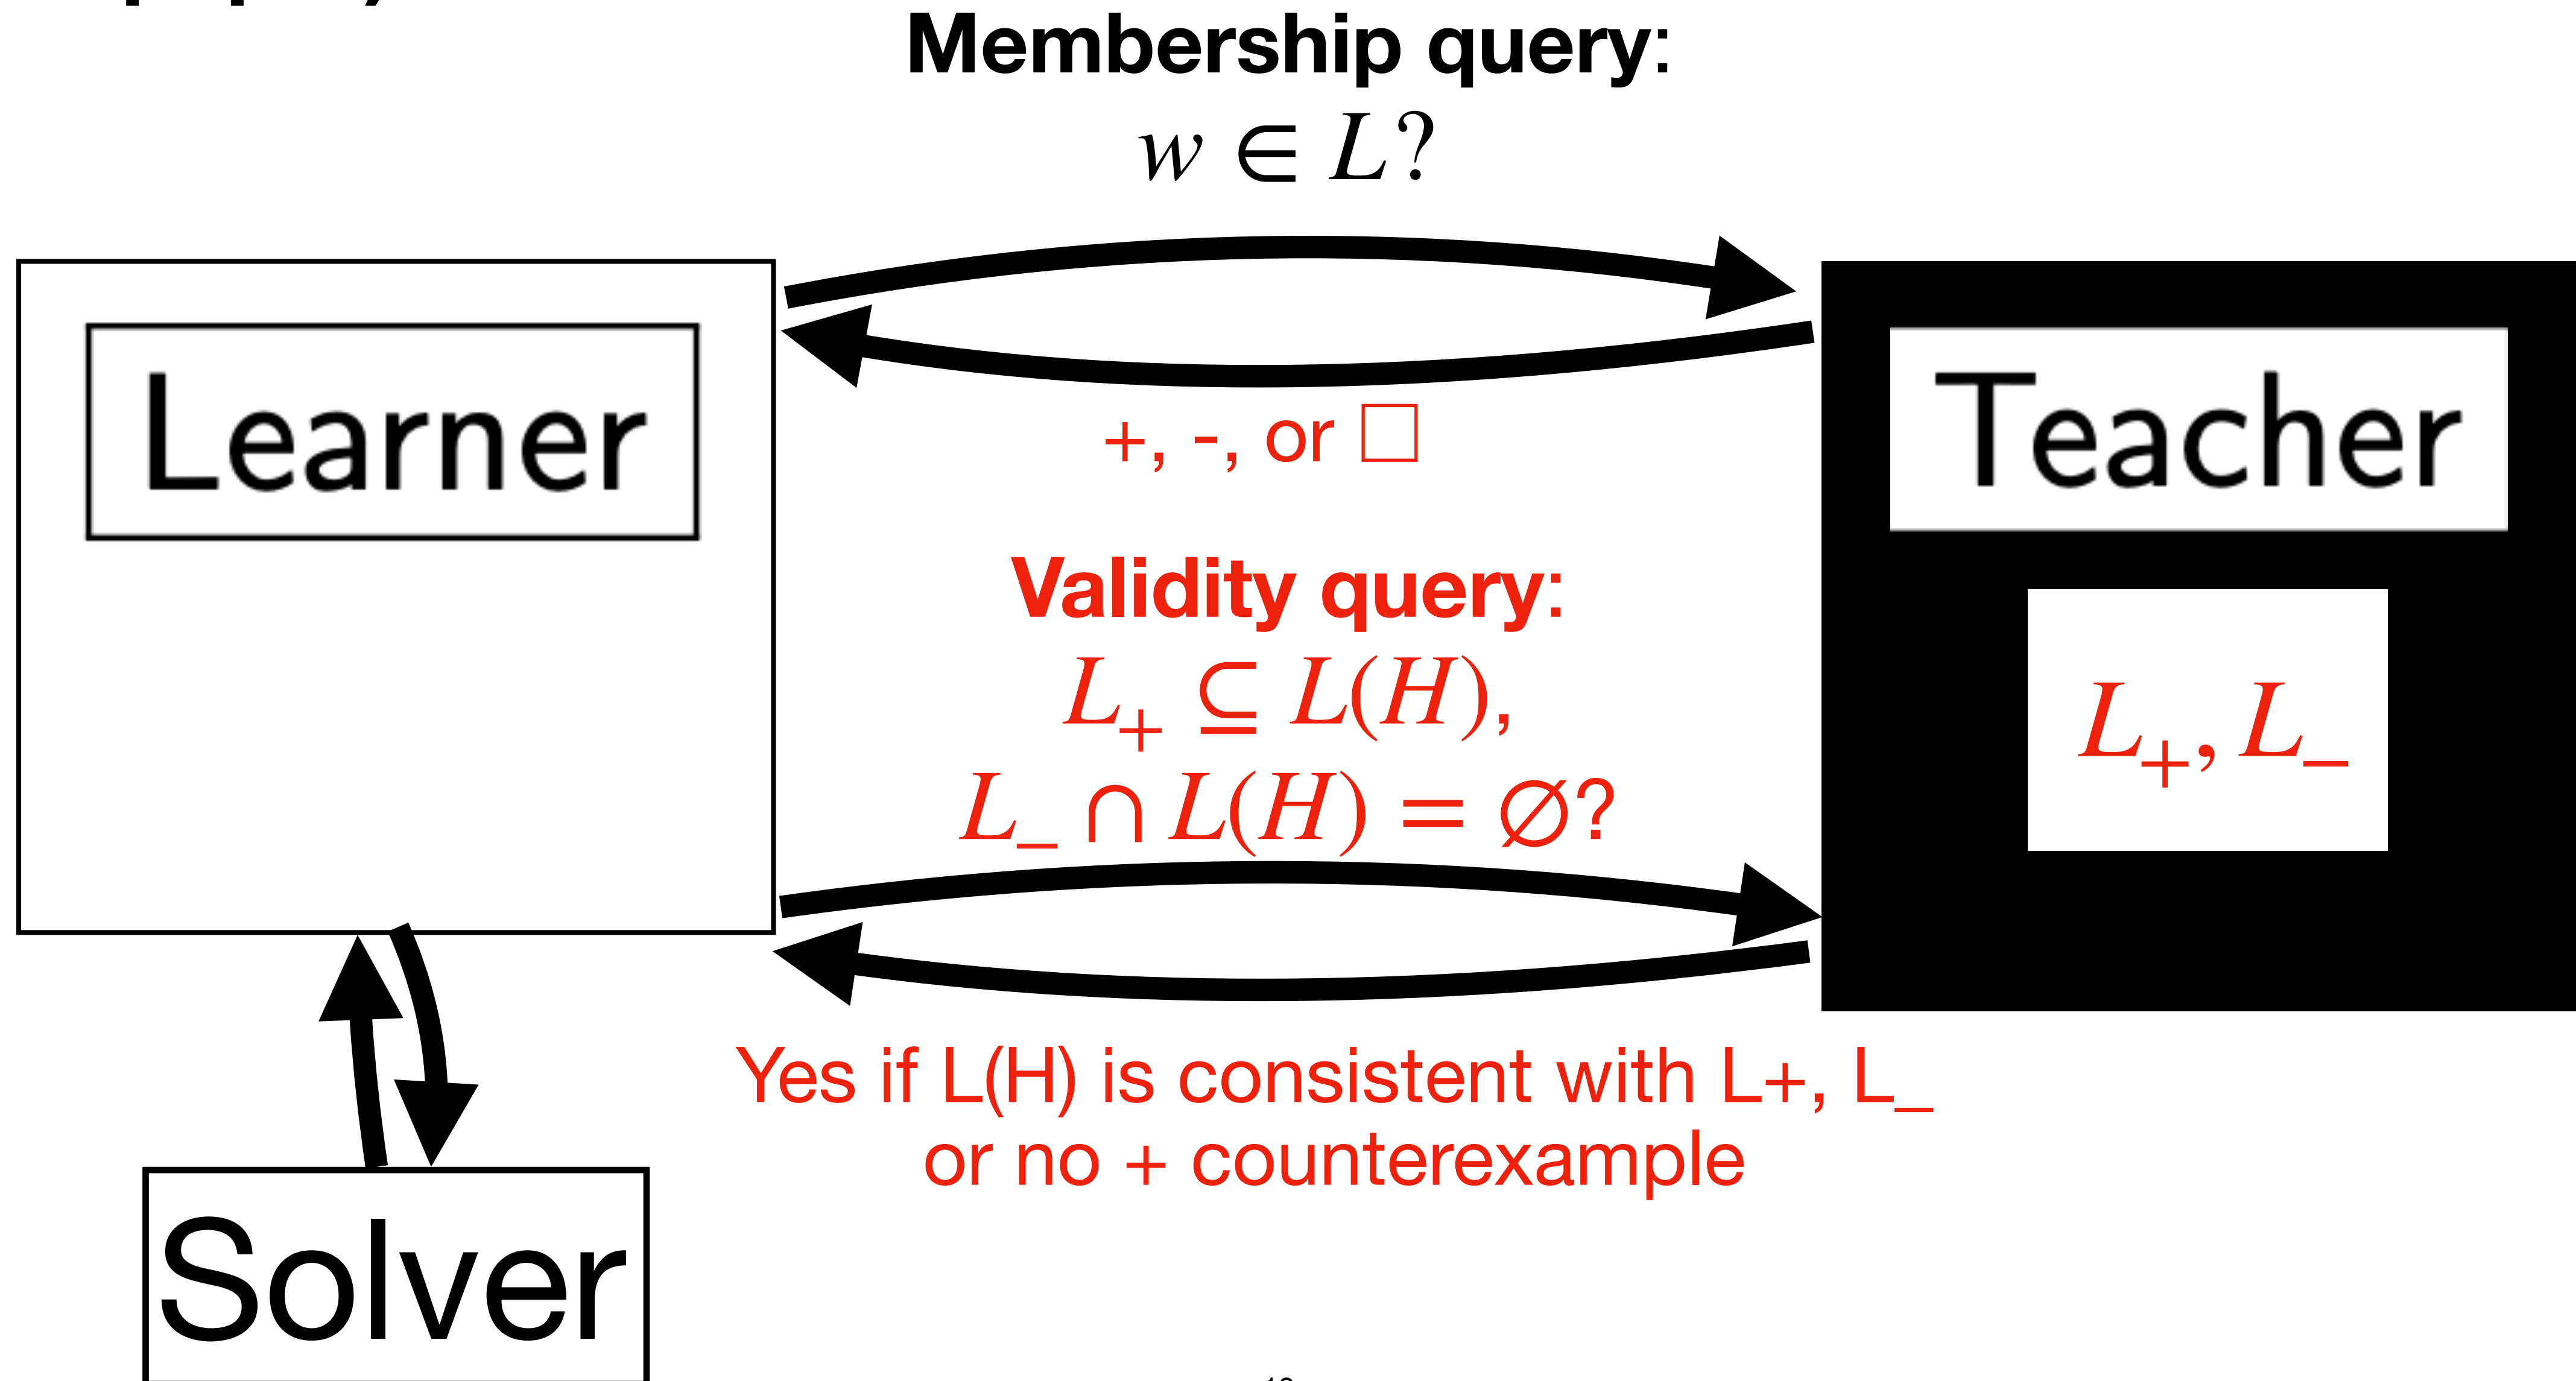 Membership query:
w ∈ L?
Learner
Teacher
+, -, or □
Validity query:
L₊ ⊆ L(H),
L₋ ∩ L(H) = ∅?
L₊, L₋
Yes if L(H) is consistent with L+, L_
or no + counterexample
Solver